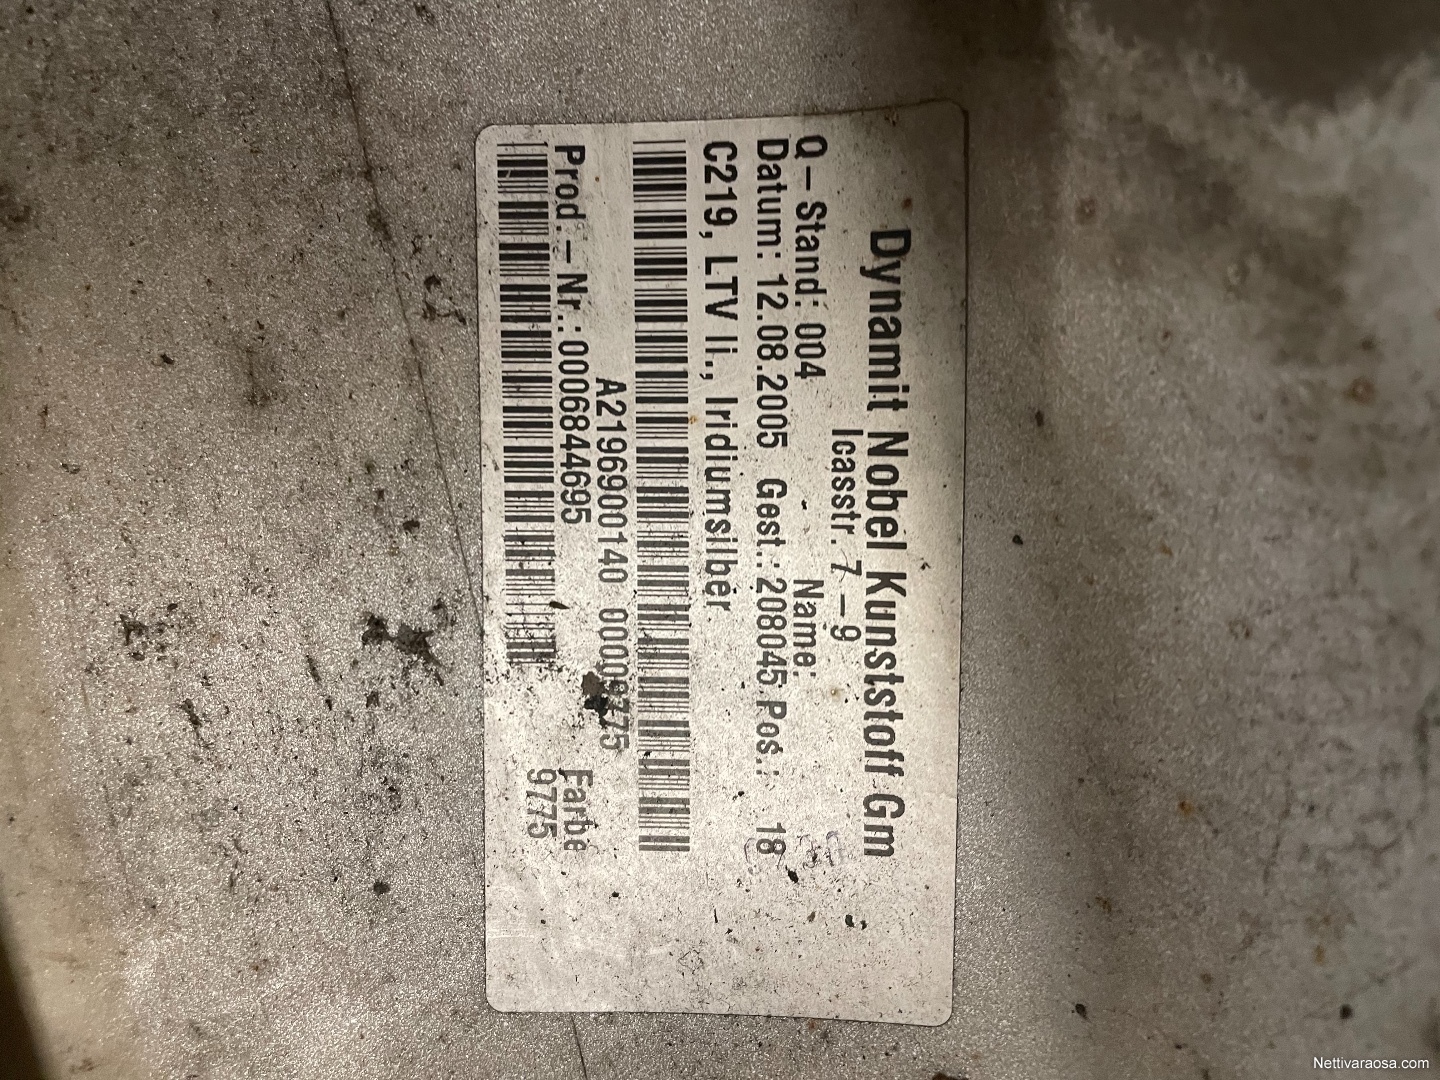 Dynamit Nobel Kunststoff Gm
Icasstr. 7-9
Q-Stand: 004 Name:
Datum: 12.08.2005 Gest.: 208045 Pos.: 18
C219, LTV li., Iridiumsilber
A2196900140 00009775
Prod.-Nr.:0006844695 Farbe
9775
Nettivaraosa.com